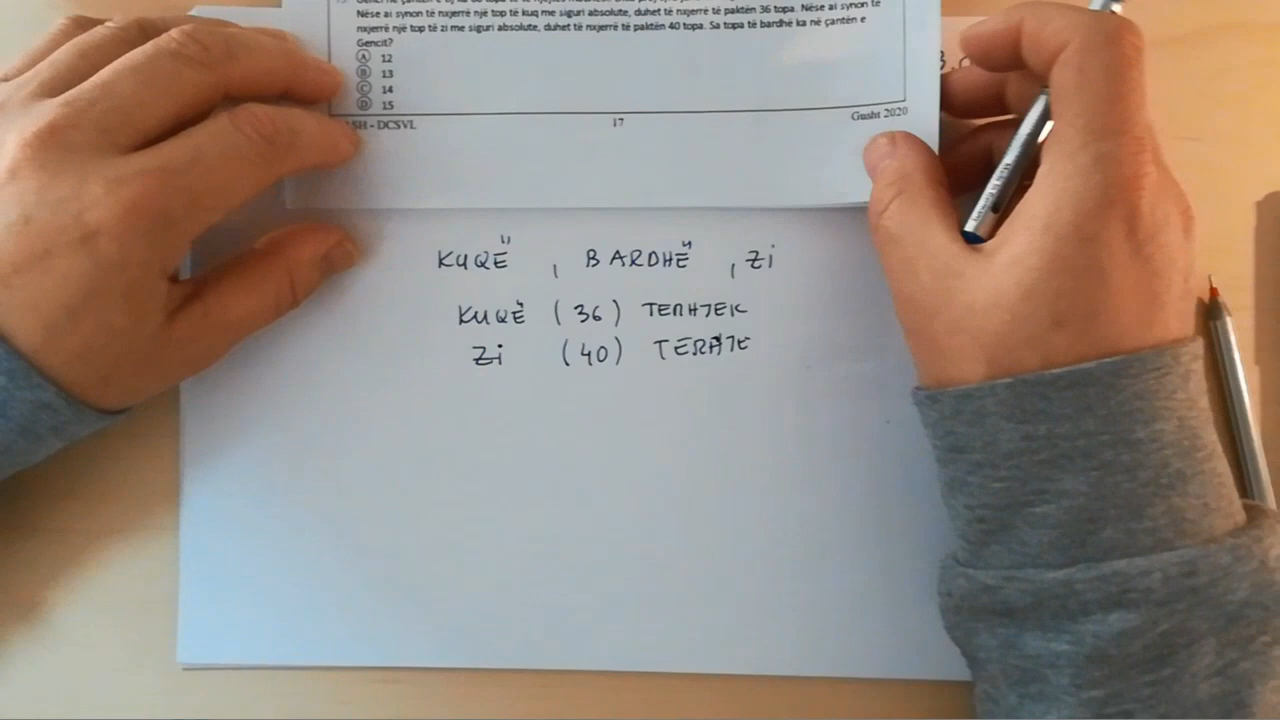 Nëse ai synon të nxjerrë një top të kuq me siguri absolute, duhet të nxjerrë të paktën 36 topa. Nëse ai synon të
nxjerrë një top të zi me siguri absolute, duhet të nxjerrë të paktën 40 topa. Sa topa të bardhë ka në çantën e
Gencit?
A 12
B 13
C 14
D 15
SH - DCSVL 17 Gusht 2020
KUQË , BARDHË , Zi
KUQË (36)
Zi (40)